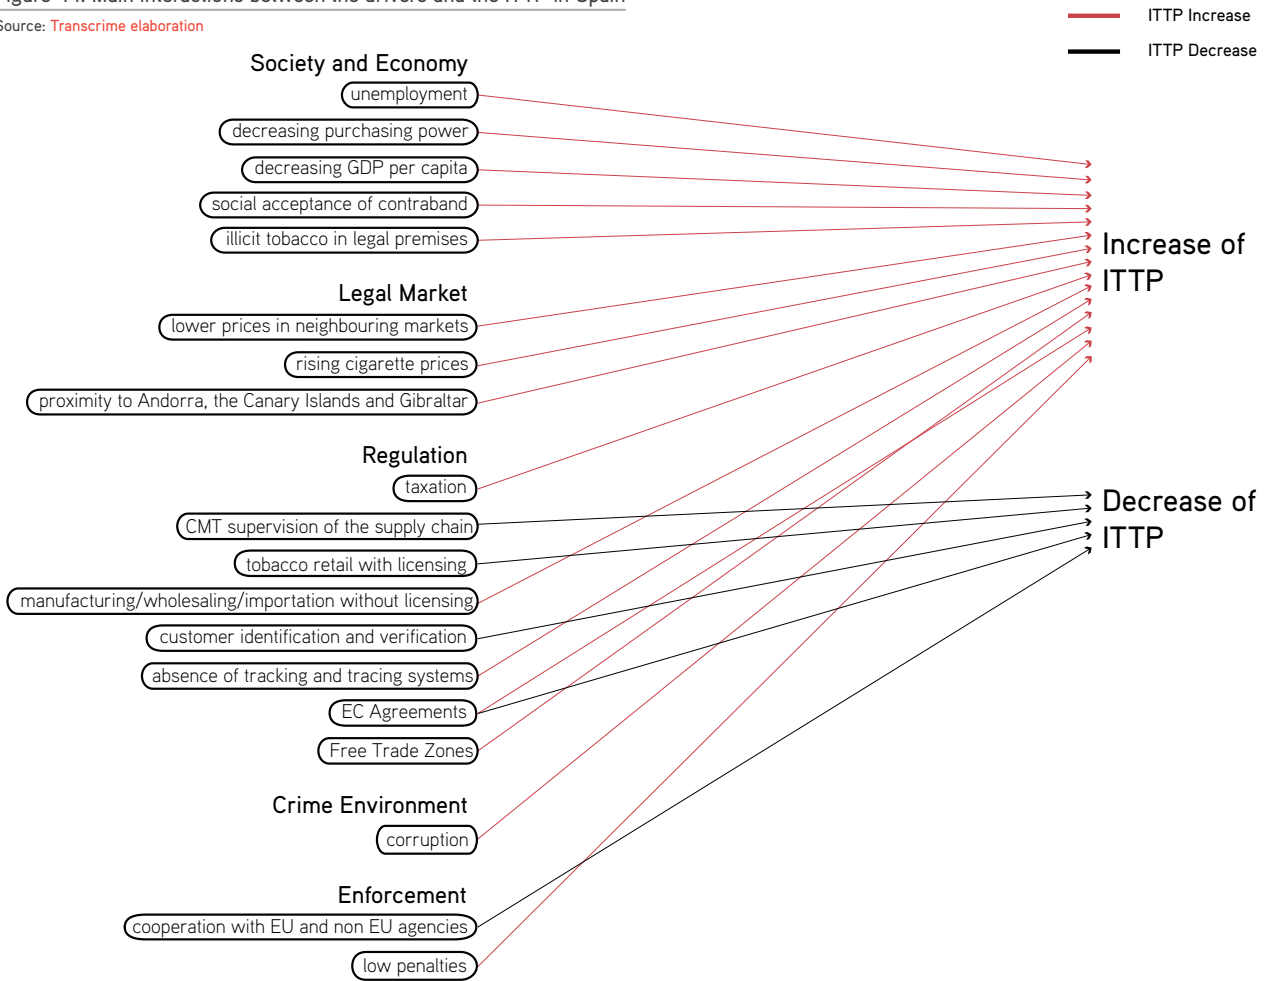 Source: Transcrime elaboration
ITTP Increase
ITTP Decrease
Society and Economy
unemployment
decreasing purchasing power
decreasing GDP per capita
social acceptance of contraband
illicit tobacco in legal premises
Legal Market
lower prices in neighbouring markets
rising cigarette prices
proximity to Andorra, the Canary Islands and Gibraltar
Regulation
taxation
CMT supervision of the supply chain
tobacco retail with licensing
manufacturing/wholesaling/importation without licensing
customer identification and verification
absence of tracking and tracing systems
EC Agreements
Free Trade Zones
Crime Environment
corruption
Enforcement
cooperation with EU and non EU agencies
low penalties
Increase of
ITTP
Decrease of
ITTP